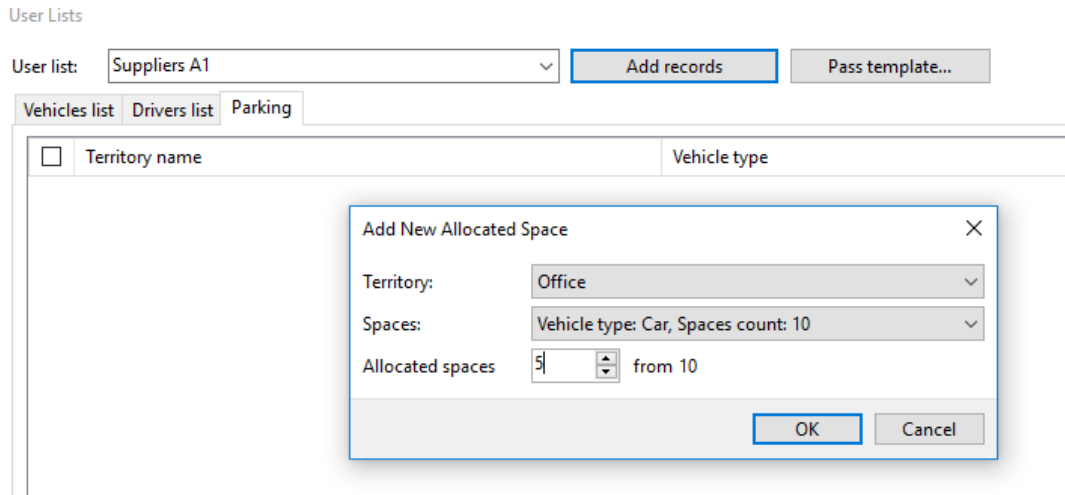 User Lists
User list: Suppliers A1 Add records Pass template...
Vehicles list Drivers list Parking
Territory name Vehicle type
Add New Allocated Space
Territory: Office
Spaces: Vehicle type: Car, Spaces count: 10
Allocated spaces 5 from 10
OK Cancel